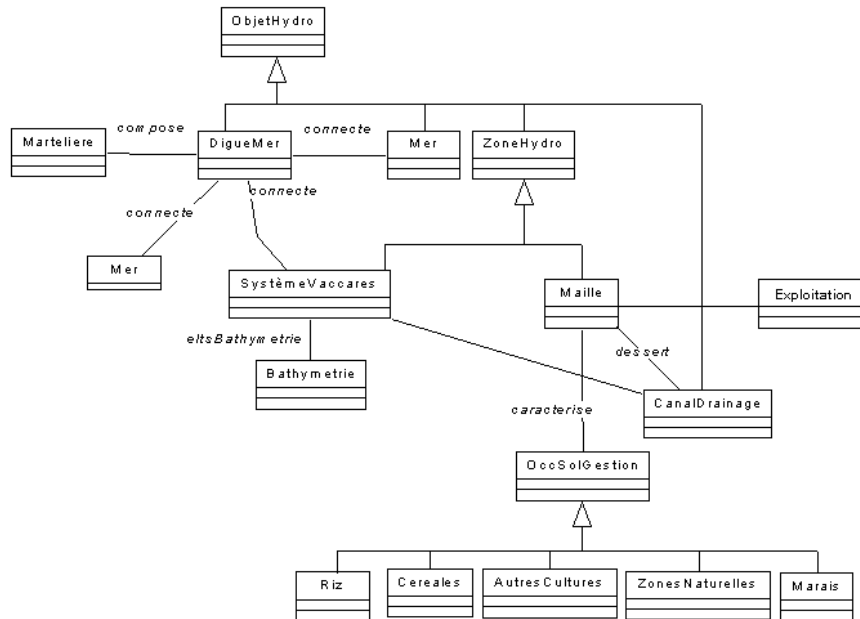 ObjetHydro
compose
connecte
Marteliere
DigueMer
Mer
ZoneHydro
connecte
connecte
Mer
SystèmeVaccares
Maille
Exploitation
eltsBathymetrie
dessert
Bathymetrie
CanalDrainage
caracterise
OccSolGestion
Riz
Cereales
AutresCultures
ZonesNaturelles
Marais